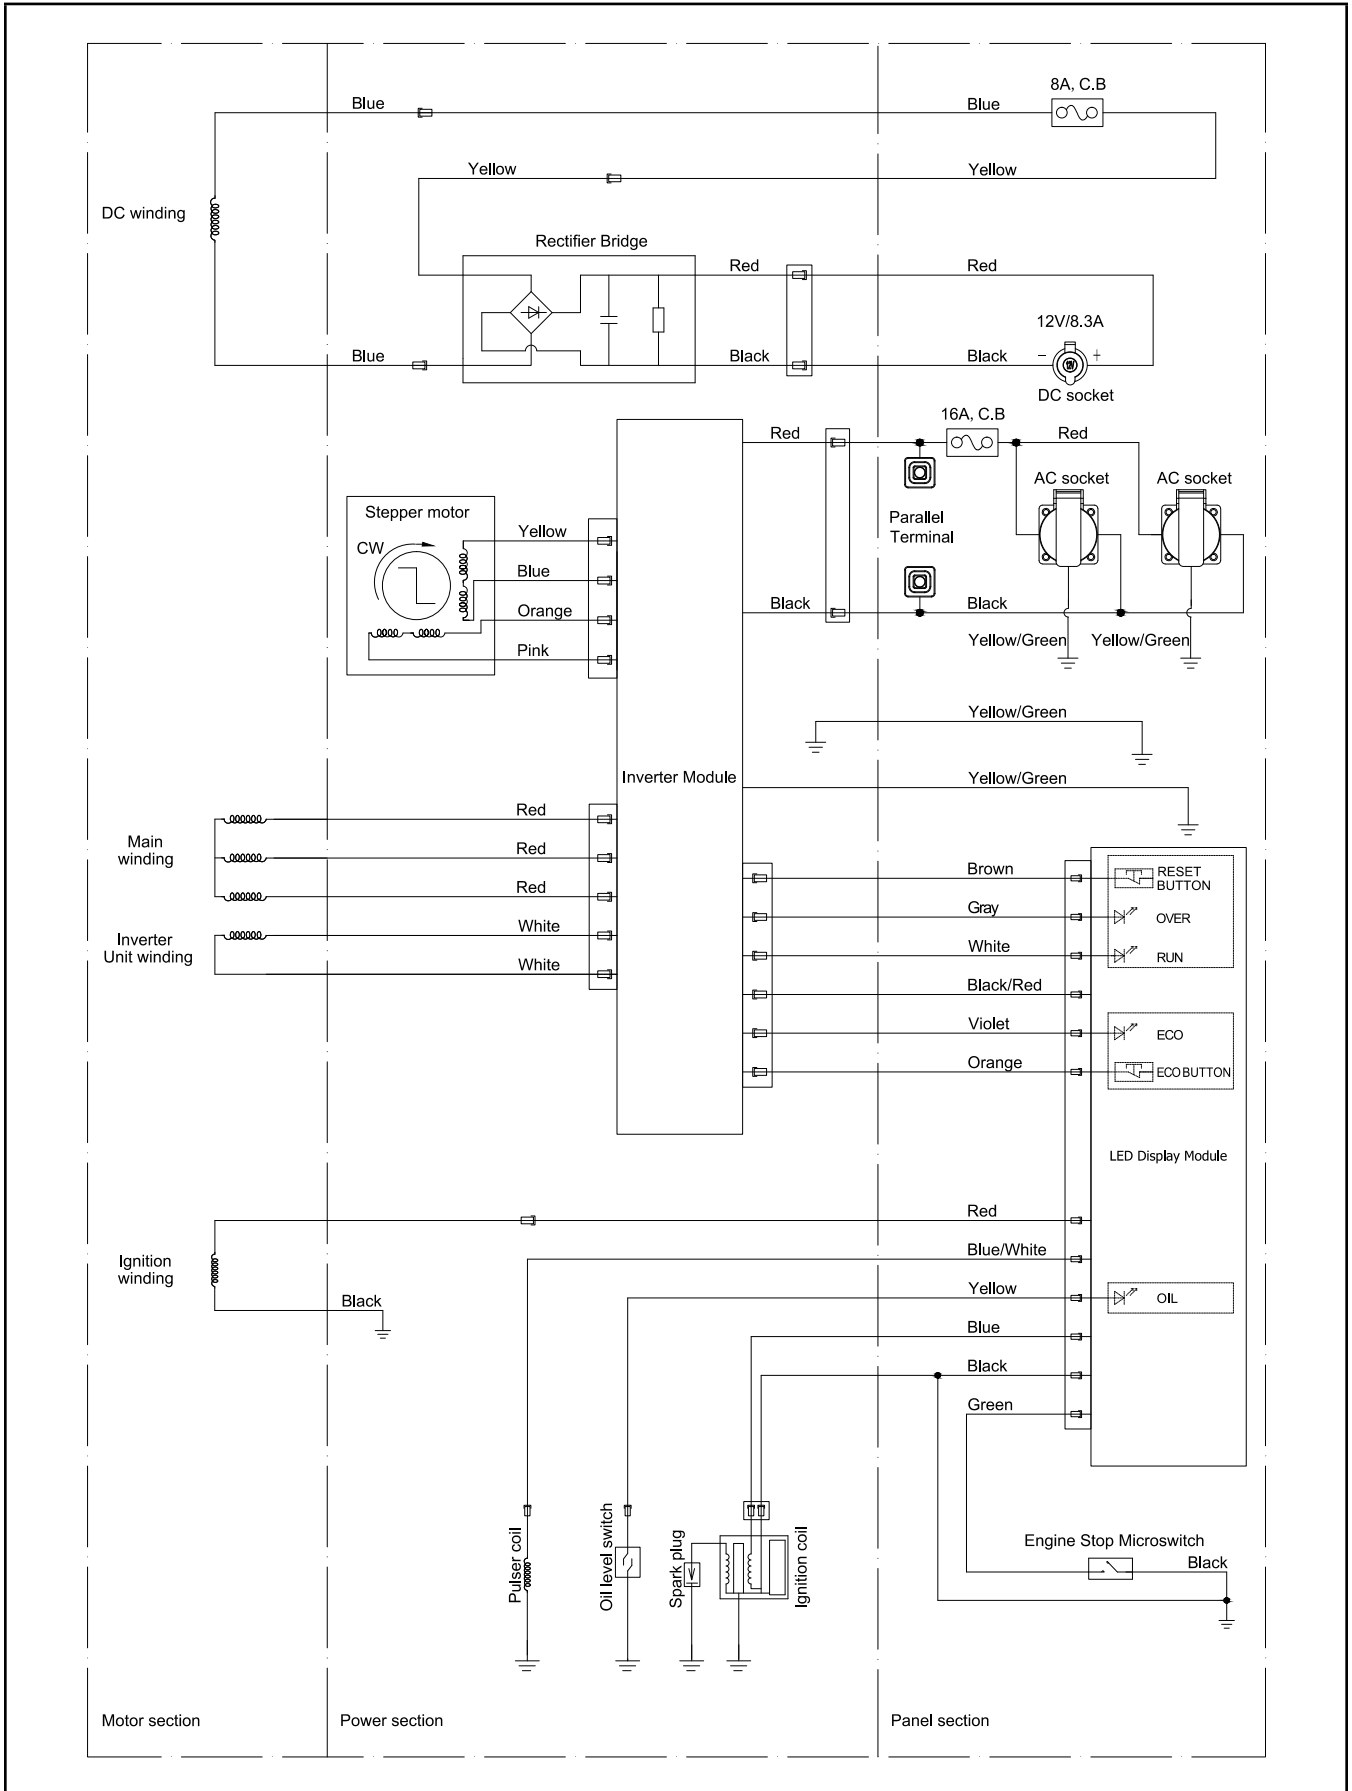 8A, C.B
Blue
Blue
Yellow
Yellow
DC winding
Rectifier Bridge
Red
Red
12V/8.3A
Blue
Black
Black
− +
12V
DC socket
16A, C.B
Red
Red
AC socket
AC socket
Stepper motor
CW
Yellow
Parallel
Terminal
Blue
Orange
Black
Black
Pink
Yellow/Green
Yellow/Green
Yellow/Green
Inverter Module
Yellow/Green
Red
Main
winding
Red
Red
White
Inverter
Unit winding
White
Brown
RESET
BUTTON
Gray
OVER
White
RUN
Black/Red
Violet
ECO
Orange
ECO BUTTON
LED Display Module
Red
Ignition
winding
Blue/White
Black
Yellow
OIL
Blue
Black
Green
Pulser coil
Oil level switch
Spark plug
Ignition coil
Engine Stop Microswitch
Black
Motor section
Power section
Panel section